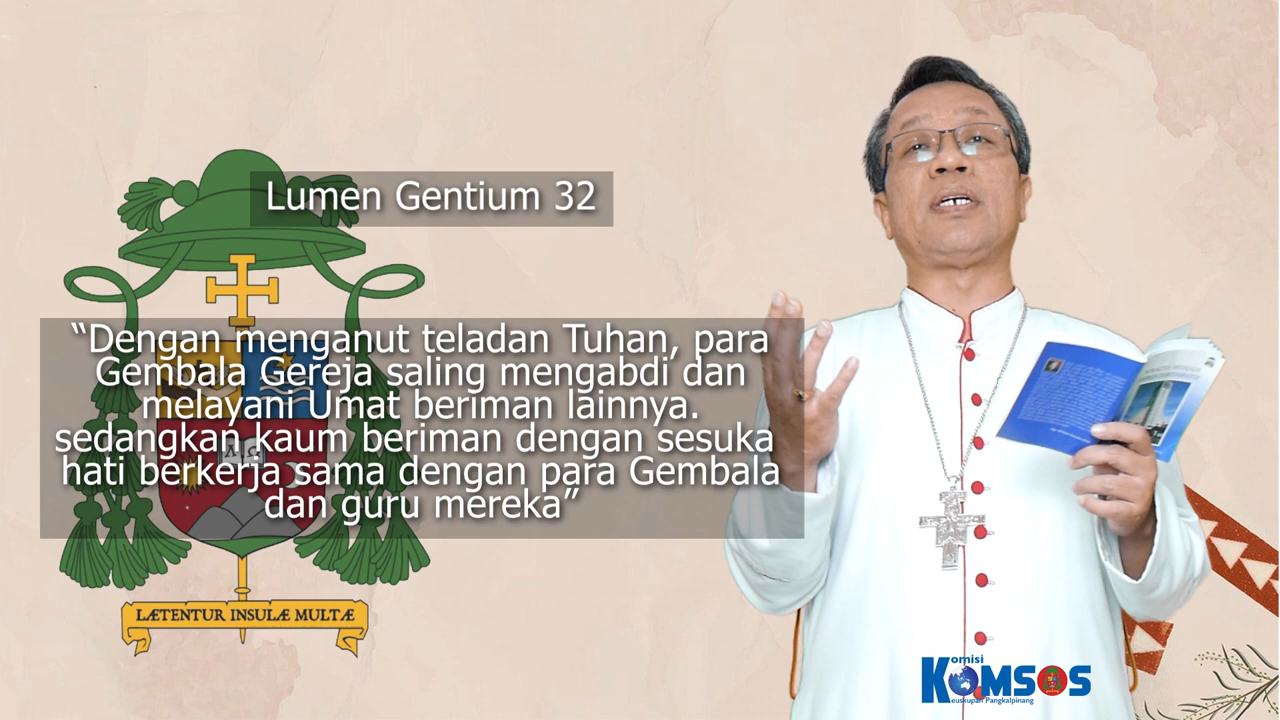 Lumen Gentium 32
“Dengan menganut teladan Tuhan, para
Gembala Gereja saling mengabdi dan
melayani Umat beriman lainnya.
sedangkan kaum beriman dengan sesuka
hati berkerja sama dengan para Gembala
dan guru mereka”
LÆTENTUR INSULÆ MULTÆ
Komisi
KOMSOS
Keuskupan Pangkalpinang